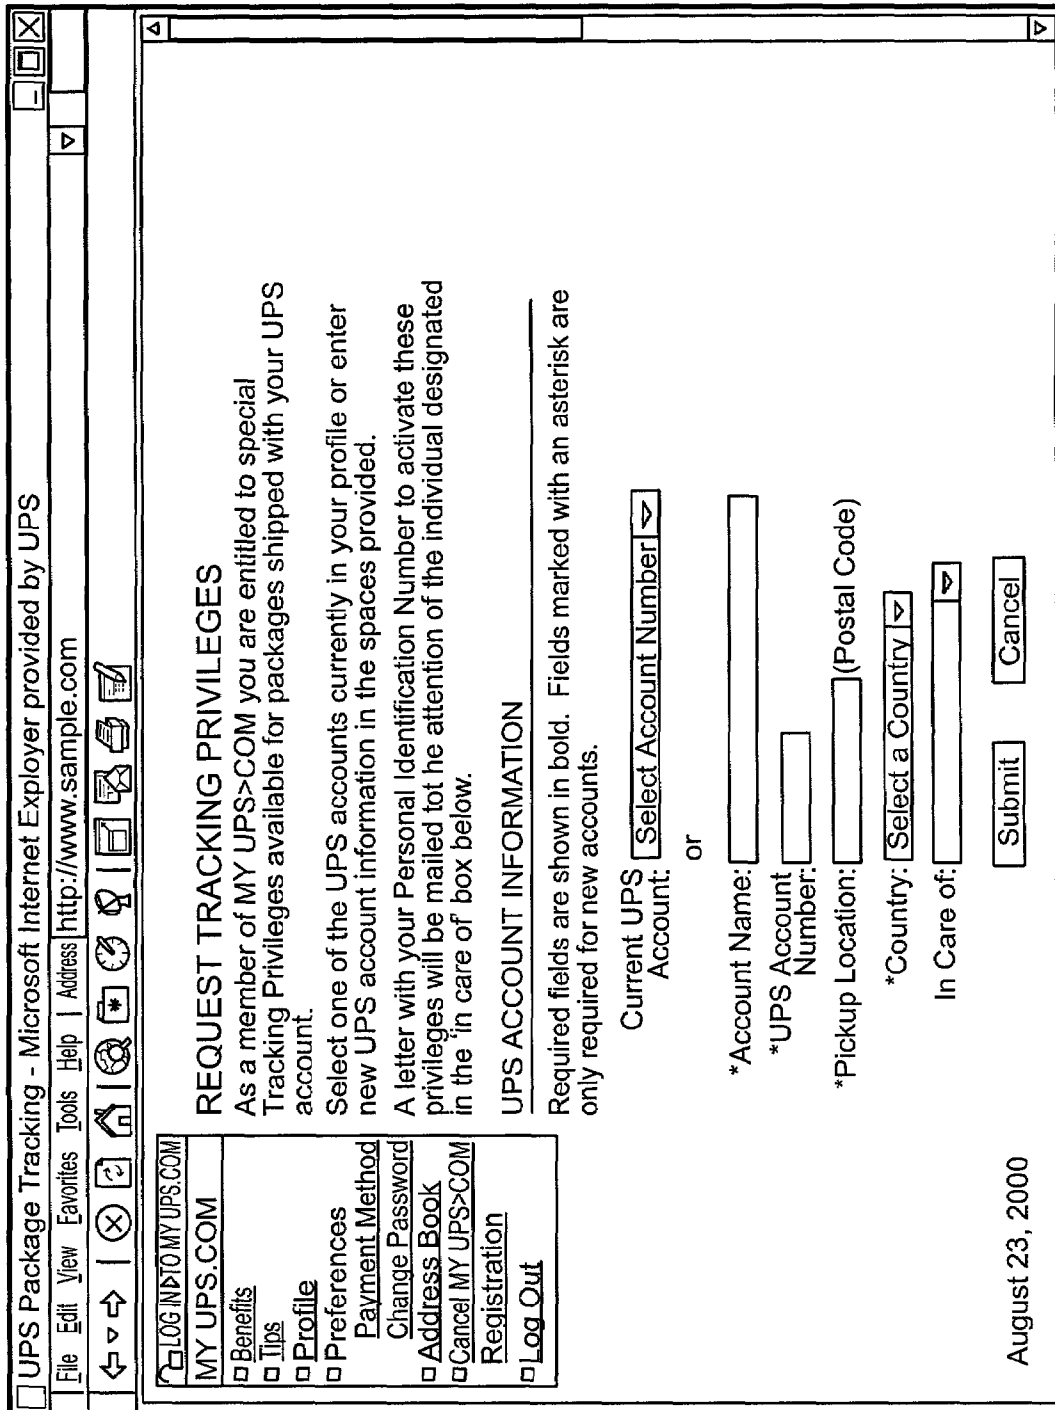 UPS Package Tracking - Microsoft Internet Exployer provided by UPS
File Edit View Favorites Tools Help | Address http://www.sample.com
LOG IN TO MY UPS.COM
MY UPS.COM
Benefits
Tips
Profile
Preferences
Payment Method
Change Password
Address Book
Cancel MY UPS>COM
Registration
Log Out
REQUEST TRACKING PRIVILEGES
As a member of MY UPS>COM you are entitled to special
Tracking Privileges available for packages shipped with your UPS
account.
Select one of the UPS accounts currently in your profile or enter
new UPS account information in the spaces provided.
A letter with your Personal Identification Number to activate these
privileges will be mailed tot he attention of the individual designated
in the 'in care of' box below.
UPS ACCOUNT INFORMATION
Required fields are shown in bold. Fields marked with an asterisk are
only required for new accounts.
Current UPS
Account: Select Account Number
or
*Account Name:
*UPS Account
Number:
*Pickup Location: (Postal Code)
*Country: Select a Country
In Care of:
Submit Cancel
August 23, 2000